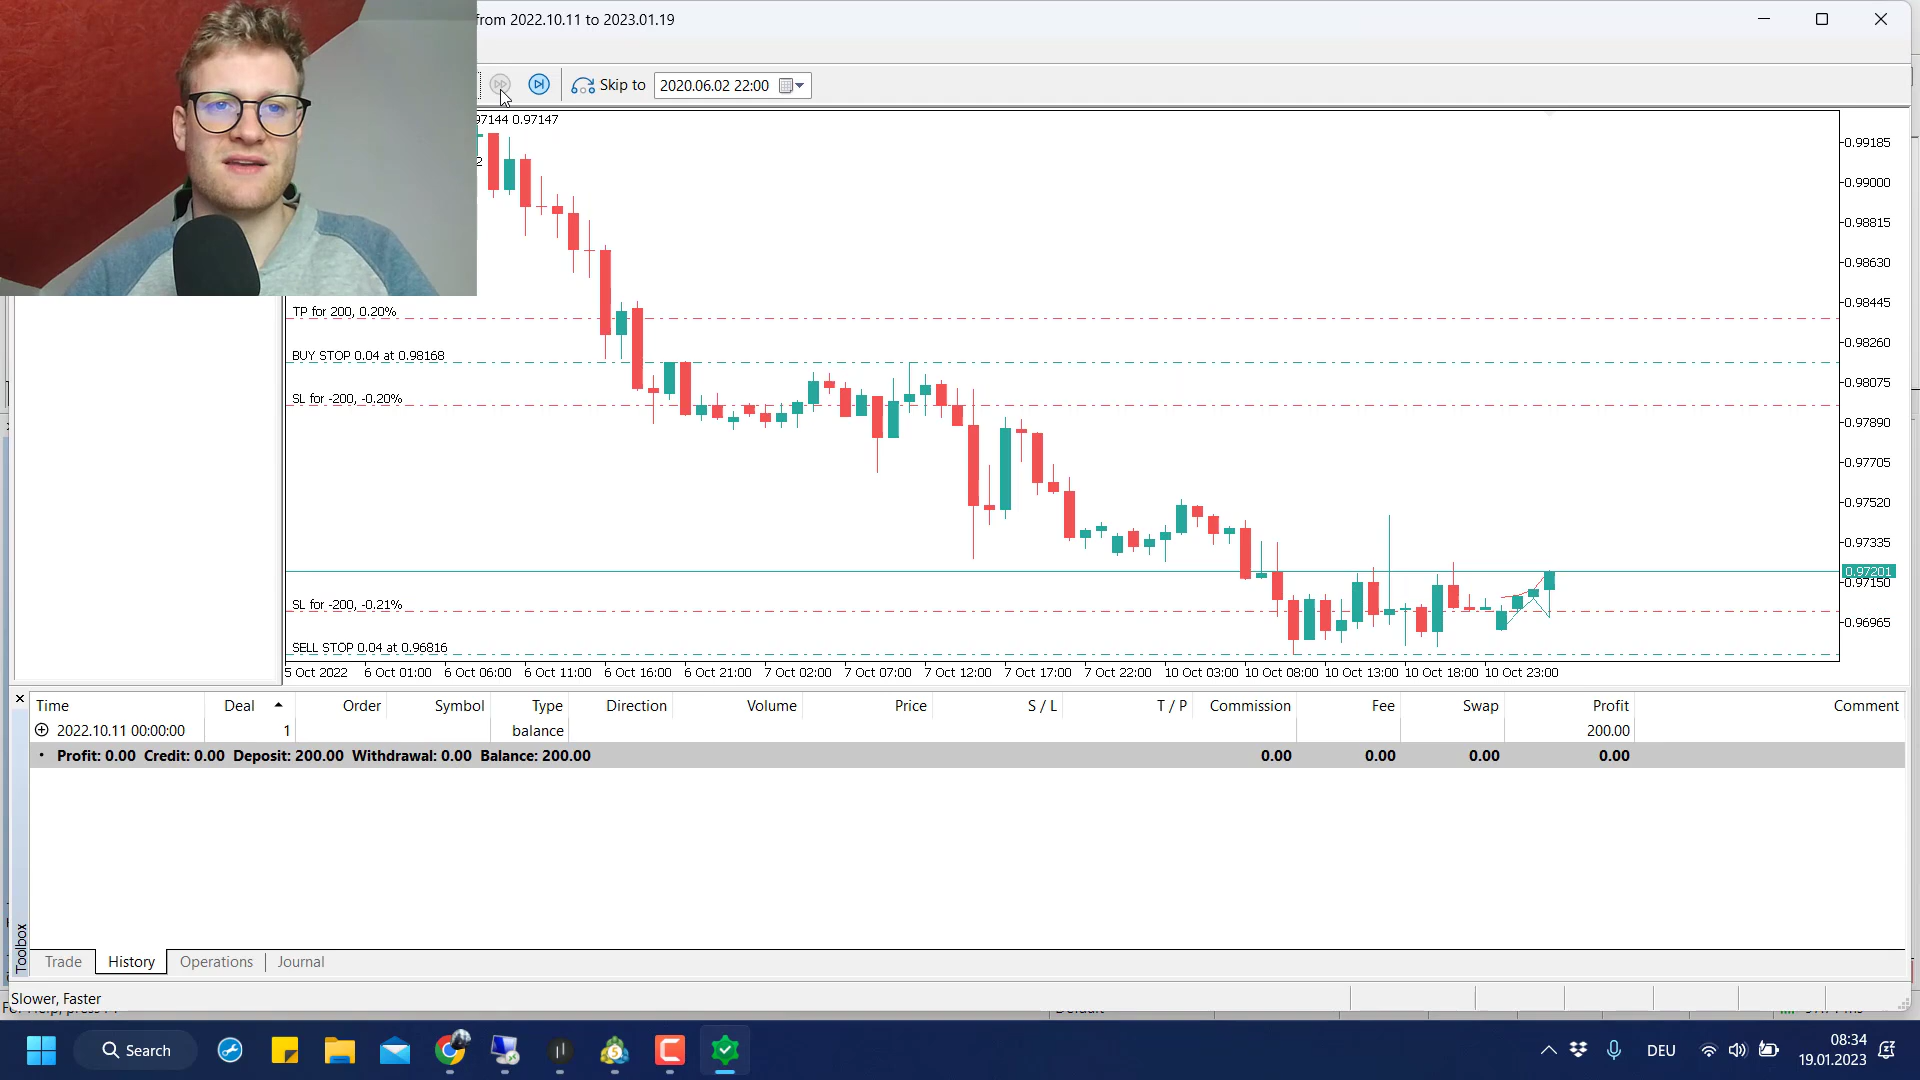 from 2022.10.11 to 2023.01.19
Skip to 2020.06.02 22:00
97144 0.97147
2
0.99185
0.99000
0.98815
0.98630
0.98445
0.98260
0.98075
0.97890
0.97705
0.97520
0.97335
0.97201
0.97150
0.96965
TP for 200, 0.20%
BUY STOP 0.04 at 0.98168
SL for -200, -0.20%
SL for -200, -0.21%
SELL STOP 0.04 at 0.96816
5 Oct 2022 6 Oct 01:00 6 Oct 06:00 6 Oct 11:00 6 Oct 16:00 6 Oct 21:00 7 Oct 02:00 7 Oct 07:00 7 Oct 12:00 7 Oct 17:00 7 Oct 22:00 10 Oct 03:00 10 Oct 08:00 10 Oct 13:00 10 Oct 18:00 10 Oct 23:00
Time Deal Order Symbol Type Direction Volume Price S / L T / P Commission Fee Swap Profit Comment
2022.10.11 00:00:00 1 balance 200.00
Profit: 0.00 Credit: 0.00 Deposit: 200.00 Withdrawal: 0.00 Balance: 200.00 0.00 0.00 0.00 0.00
Toolbox
Trade History Operations Journal
Slower, Faster
Search
DEU
08:34
19.01.2023